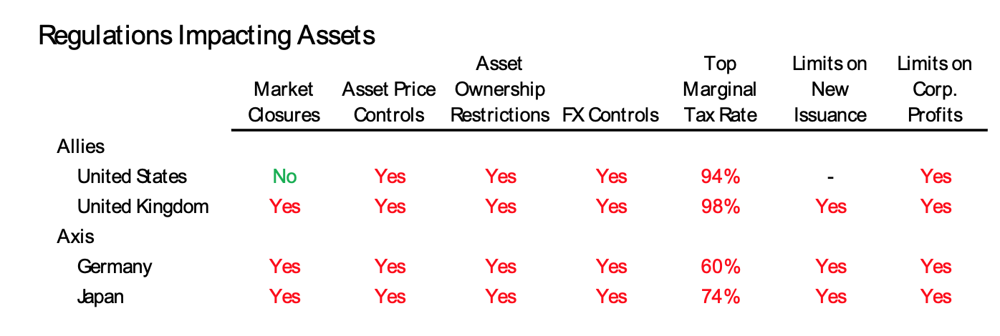 Regulations Impacting Assets
Asset Top Limits on Limits on
Market Asset Price Ownership Marginal New Corp.
Closures Controls Restrictions FX Controls Tax Rate Issuance Profits
Allies
United States No Yes Yes Yes 94% - Yes
United Kingdom Yes Yes Yes Yes 98% Yes Yes
Axis
Germany Yes Yes Yes Yes 60% Yes Yes
Japan Yes Yes Yes Yes 74% Yes Yes